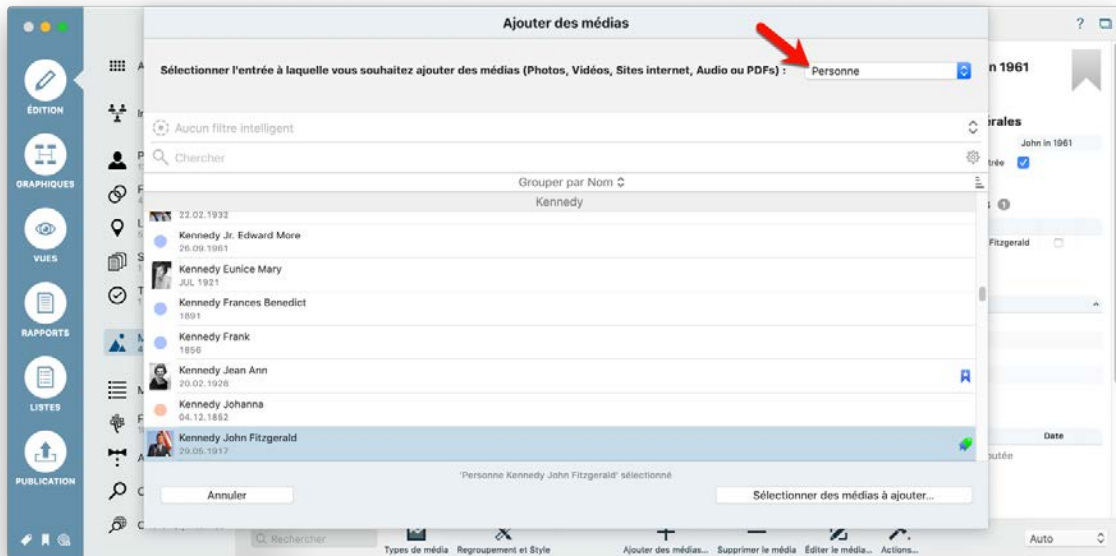 Ajouter des médias
?
Sélectionner l'entrée à laquelle vous souhaitez ajouter des médias (Photos, Vidéos, Sites internet, Audio ou PDFs) :
Personne
n 1961
ÉDITION
Aucun filtre intelligent
érales
John in 1961
trée
Chercher
GRAPHIQUES
Grouper par Nom
Kennedy
1
22.02.1932
Kennedy Jr. Edward More
26.09.1961
Fitzgerald
VUES
Kennedy Eunice Mary
JUL 1921
Kennedy Frances Benedict
1891
RAPPORTS
Kennedy Frank
1856
Kennedy Jean Ann
20.02.1928
LISTES
Kennedy Johanna
04.12.1852
Kennedy John Fitzgerald
29.05.1917
Date
outée
'Personne Kennedy John Fitzgerald' sélectionné
PUBLICATION
Annuler
Sélectionner des médias à ajouter...
Rechercher
Types de média
Regroupement et Style
Ajouter des médias...
Supprimer le média
Éditer le média...
Actions...
Auto